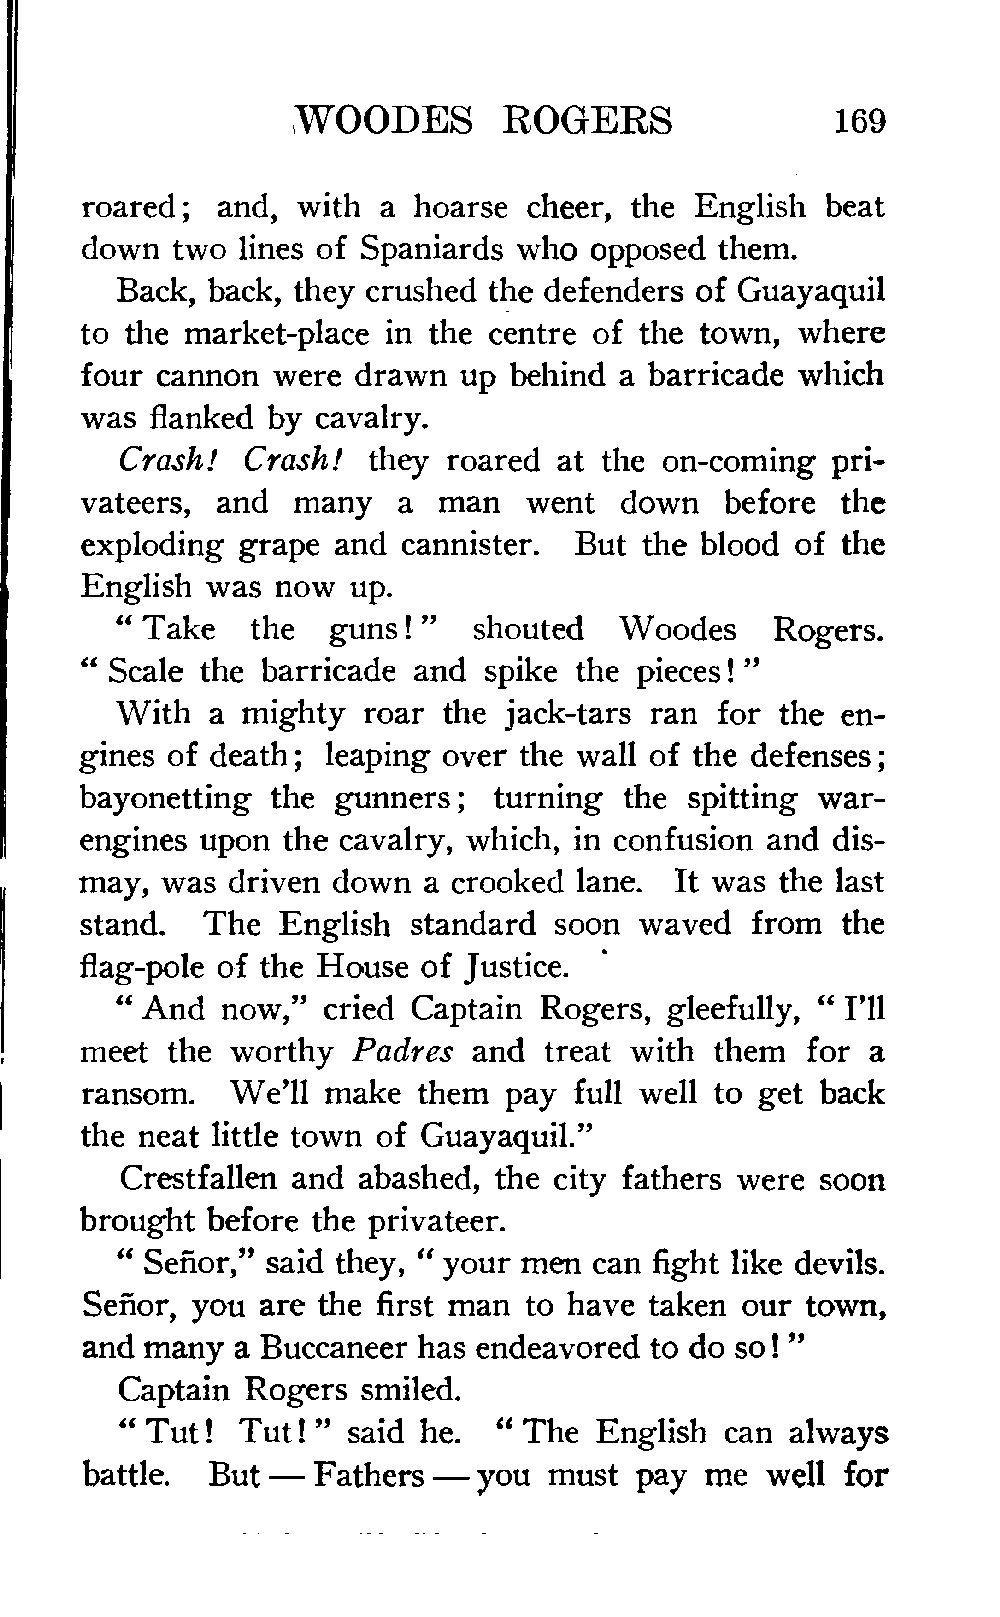 WOODES ROGERS 169
roared; and, with a hoarse cheer, the English beat
down two lines of Spaniards who opposed them.
Back, back, they crushed the defenders of Guayaquil
to the market-place in the centre of the town, where
four cannon were drawn up behind a barricade which
was flanked by cavalry.
Crash! Crash! they roared at the on-coming pri-
vateers, and many a man went down before the
exploding grape and cannister. But the blood of the
English was now up.
“ Take the guns! ” shouted Woodes Rogers.
“ Scale the barricade and spike the pieces! ”
With a mighty roar the jack-tars ran for the en-
gines of death; leaping over the wall of the defenses;
bayonetting the gunners; turning the spitting war-
engines upon the cavalry, which, in confusion and dis-
may, was driven down a crooked lane. It was the last
stand. The English standard soon waved from the
flag-pole of the House of Justice.
“ And now,” cried Captain Rogers, gleefully, “ I’ll
meet the worthy Padres and treat with them for a
ransom. We’ll make them pay full well to get back
the neat little town of Guayaquil.”
Crestfallen and abashed, the city fathers were soon
brought before the privateer.
“ Señor,” said they, “ your men can fight like devils.
Señor, you are the first man to have taken our town,
and many a Buccaneer has endeavored to do so! ”
Captain Rogers smiled.
“ Tut! Tut! ” said he. “ The English can always
battle. But — Fathers — you must pay me well for